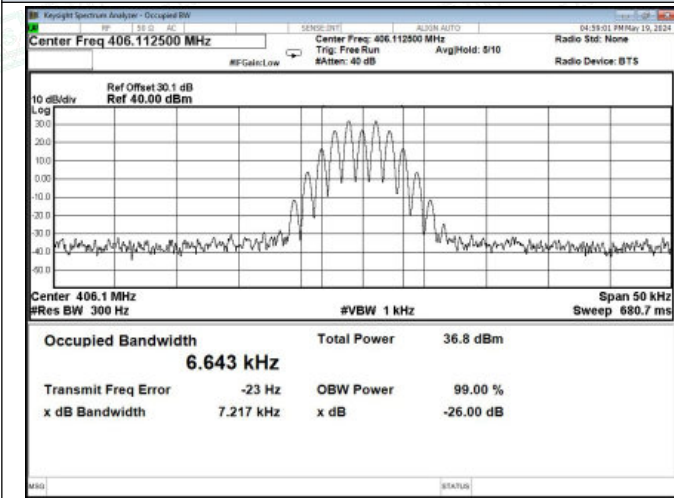 Keysight Spectrum Analyzer - Occupied BW
RF 50 Ω AC SENSE:INT ALIGN AUTO 04:59:01 PM May 19, 2024
Center Freq 406.112500 MHz Center Freq: 406.112500 MHz Radio Std: None
Trig: Free Run Avg|Hold: 8/10
#IFGain:Low #Atten: 40 dB Radio Device: BTS
Ref Offset 30.1 dB
10 dB/div Ref 40.00 dBm
Log
30.0
20.0
10.0
0.00
-10.0
-20.0
-30.0
-40.0
-50.0
Center 406.1 MHz Span 50 kHz
#Res BW 300 Hz #VBW 1 kHz Sweep 680.7 ms
Occupied Bandwidth Total Power 36.8 dBm
6.643 kHz
Transmit Freq Error -23 Hz OBW Power 99.00 %
x dB Bandwidth 7.217 kHz x dB -26.00 dB
MSG STATUS